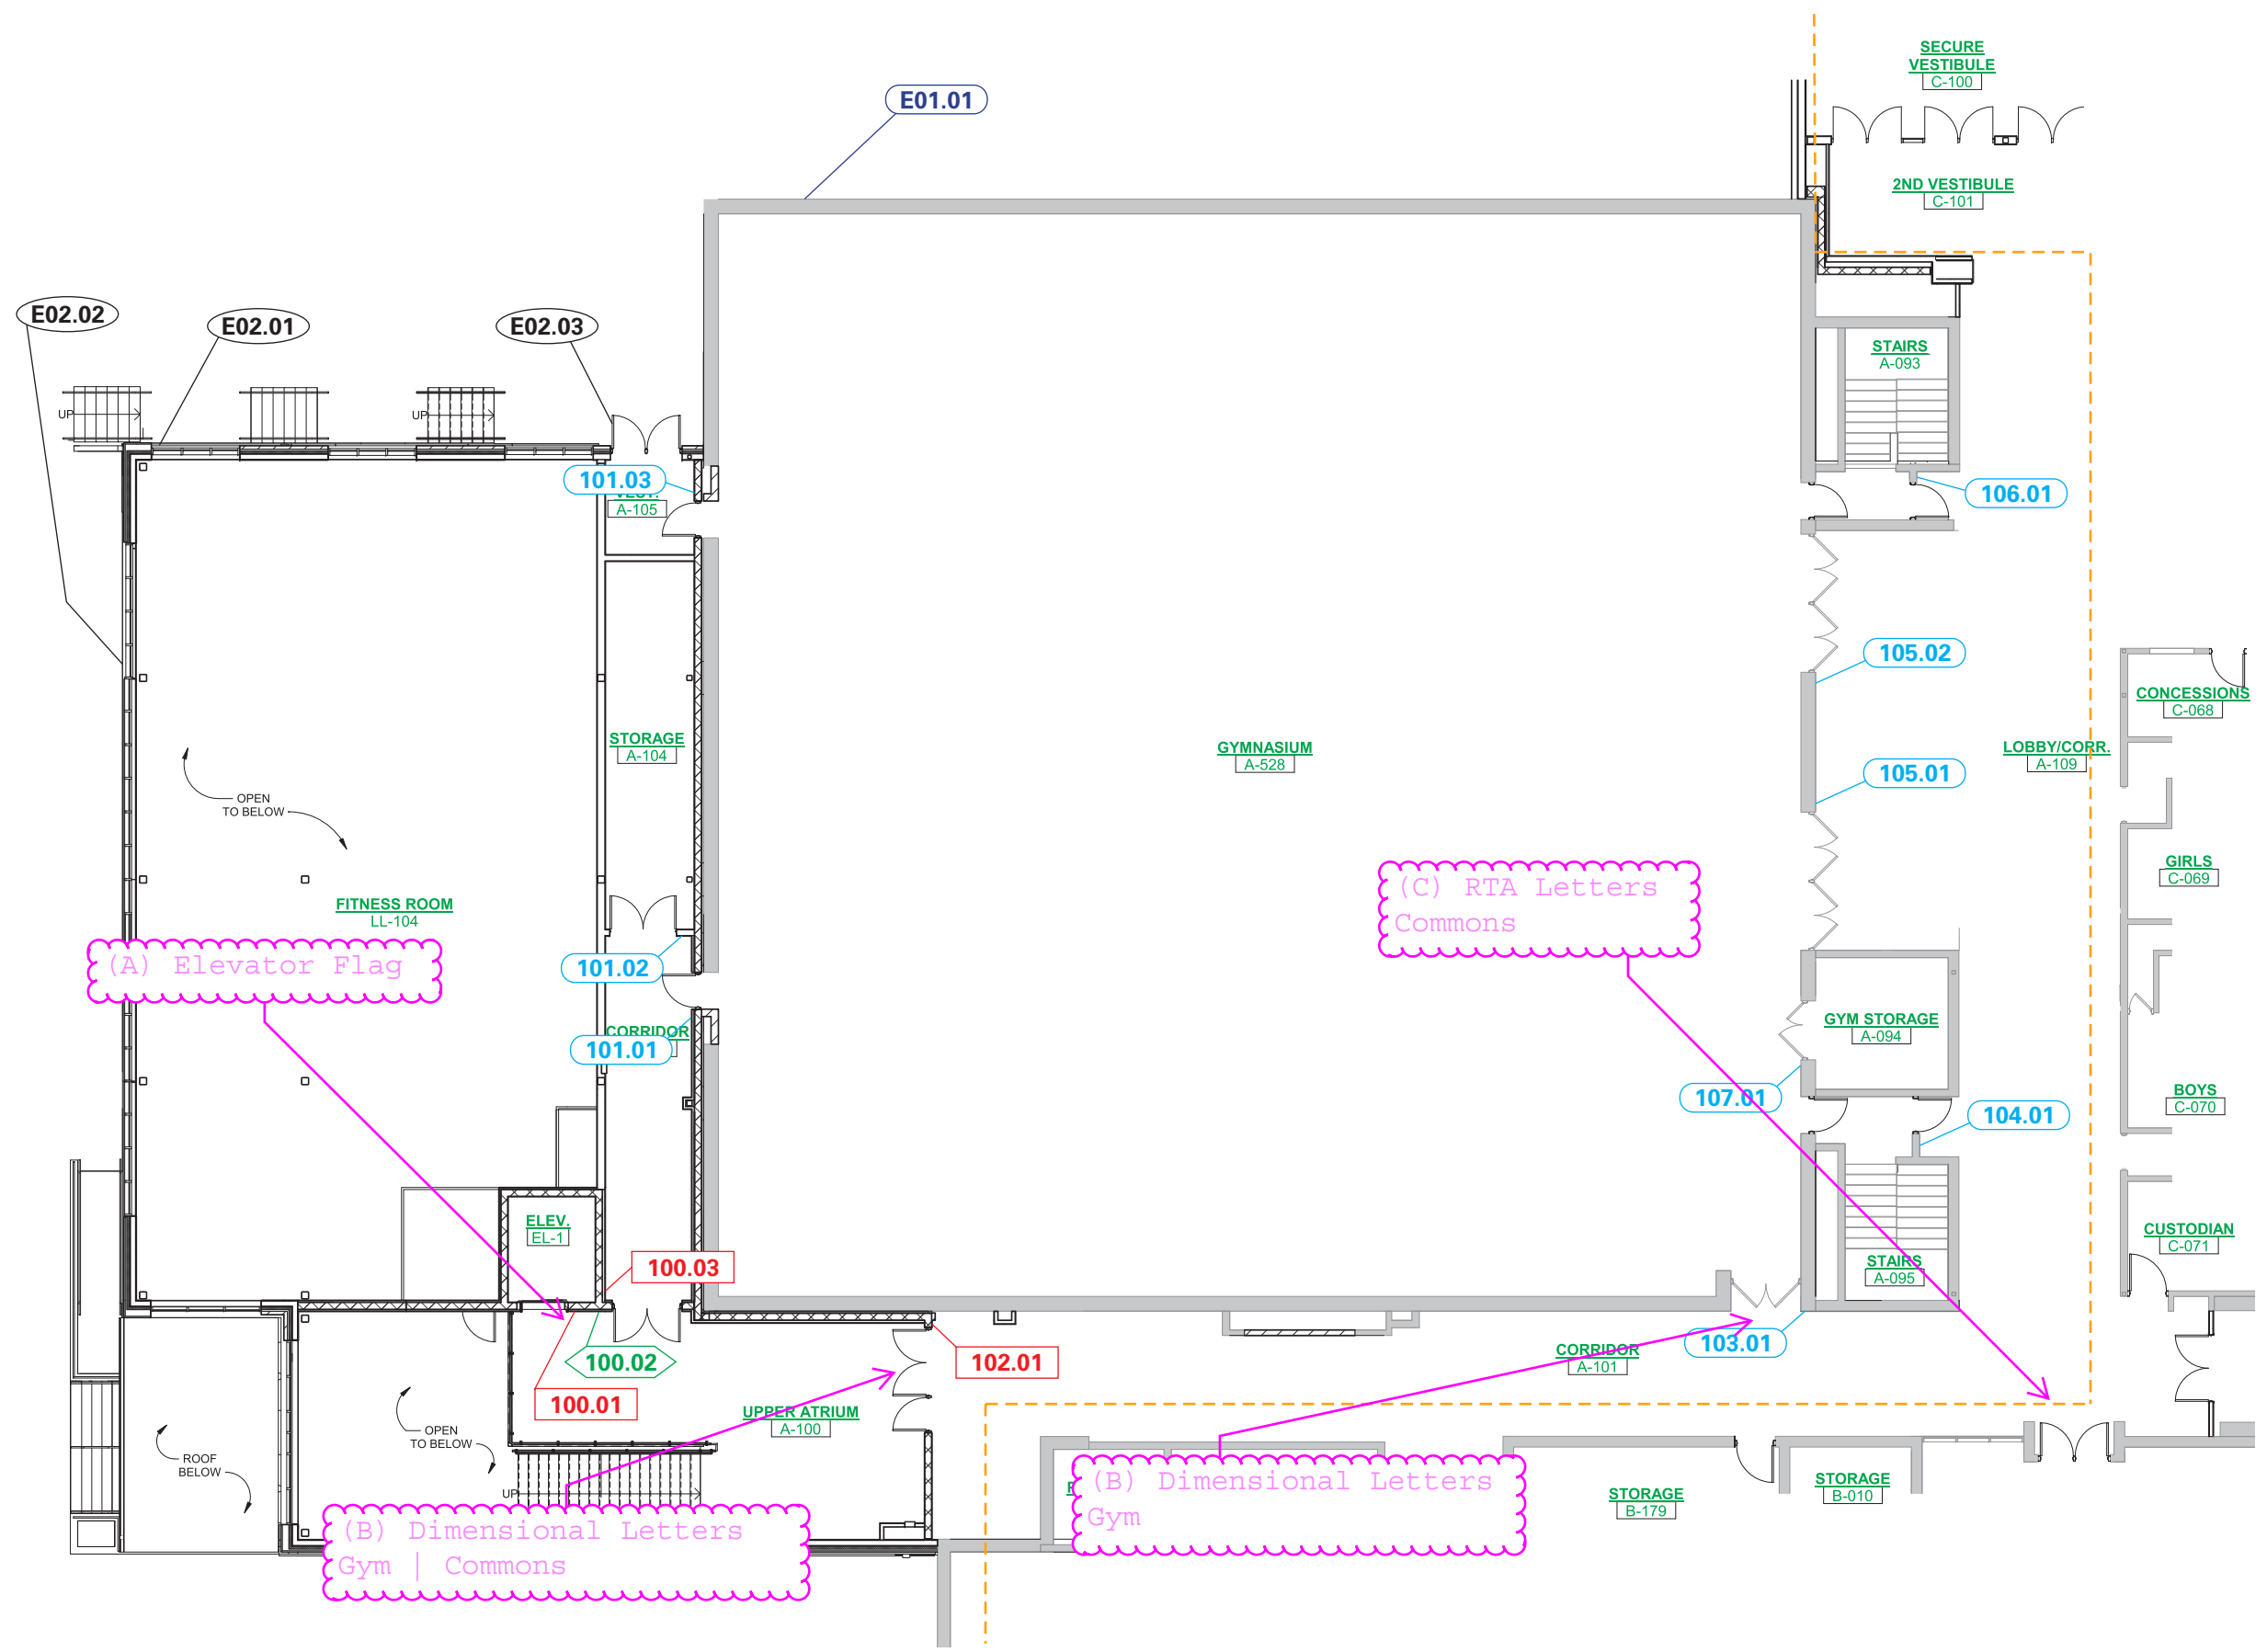 SECURE
VESTIBULE
C-100
E01.01
2ND VESTIBULE
C-101
E02.02
E02.01
E02.03
STAIRS
A-093
UP
UP
101.03
A-105
106.01
105.02
CONCESSIONS
C-068
STORAGE
A-104
GYMNASIUM
A-528
LOBBY/CORR.
A-109
105.01
OPEN
TO BELOW
(C) RTA Letters
Commons
GIRLS
C-069
FITNESS ROOM
LL-104
(A) Elevator Flag
101.02
CORRIDOR
101.01
GYM STORAGE
A-094
107.01
104.01
BOYS
C-070
ELEV.
EL-1
CUSTODIAN
C-071
100.03
STAIRS
A-095
100.02
102.01
103.01
CORRIDOR
A-101
100.01
UPPER ATRIUM
A-100
OPEN
TO BELOW
ROOF
BELOW
UP
(B) Dimensional Letters
Gym
STORAGE
B-179
STORAGE
B-010
(B) Dimensional Letters
Gym | Commons